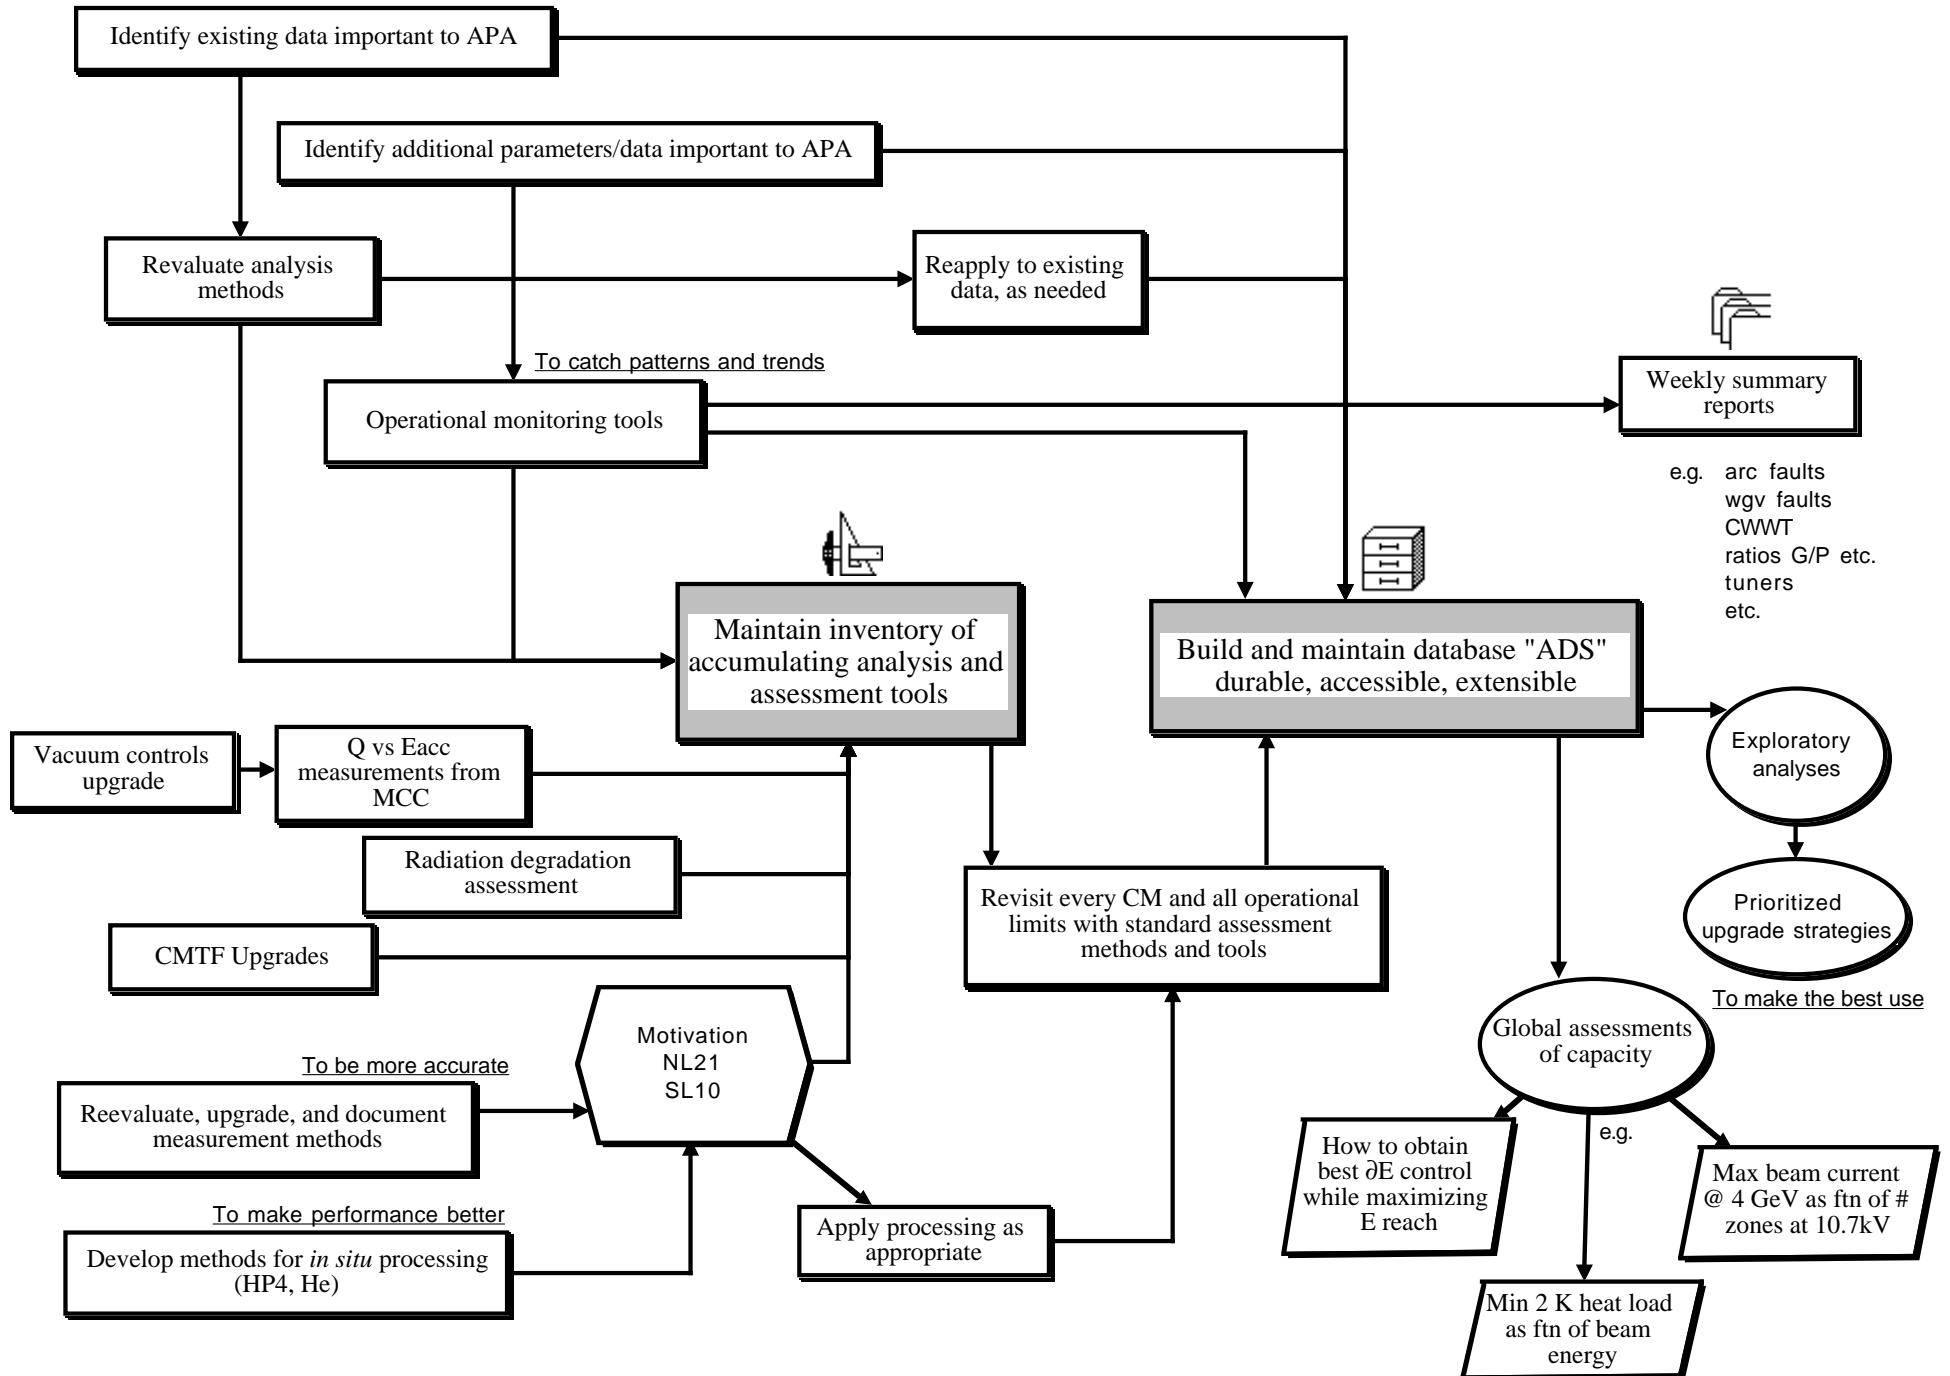 Identify existing data important to APA
Identify additional parameters/data important to APA
Revaluate analysis
methods
Reapply to existing
data, as needed
To catch patterns and trends
Operational monitoring tools
Weekly summary
reports
e.g. arc faults
wgv faults
CWWT
ratios G/P etc.
tuners
etc.
Maintain inventory of
accumulating analysis and
assessment tools
Build and maintain database "ADS"
durable, accessible, extensible
Vacuum controls
upgrade
Q vs Eacc
measurements from
MCC
Exploratory
analyses
Radiation degradation
assessment
Revisit every CM and all operational
limits with standard assessment
methods and tools
Prioritized
upgrade strategies
To make the best use
CMTF Upgrades
Motivation
NL21
SL10
Global assessments
of capacity
To be more accurate
Reevaluate, upgrade, and document
measurement methods
e.g.
How to obtain
best ∂E control
while maximizing
E reach
Max beam current
@ 4 GeV as ftn of #
zones at 10.7kV
To make performance better
Develop methods for in situ processing
(HP4, He)
Apply processing as
appropriate
Min 2 K heat load
as ftn of beam
energy